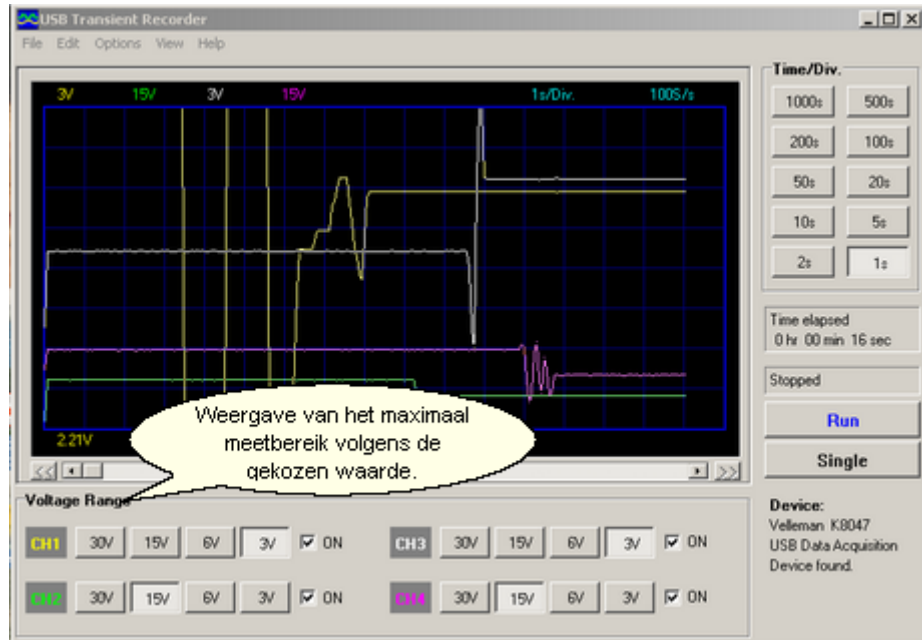 USB Transient Recorder
File Edit Options View Help
3V 15V 3V 15V 1s/Div. 100S/s
2.21V
Weergave van het maximaal
meetbereik volgens de
gekozen waarde.
<< >>
Time/Div.
1000s 500s
200s 100s
50s 20s
10s 5s
2s 1s
Time elapsed
0 hr 00 min 16 sec
Stopped
Run
Single
Voltage Range
CH1 30V 15V 6V 3V ON
CH3 30V 15V 6V 3V ON
CH2 30V 15V 6V 3V ON
CH4 30V 15V 6V 3V ON
Device:
Velleman K8047
USB Data Acquisition
Device found.